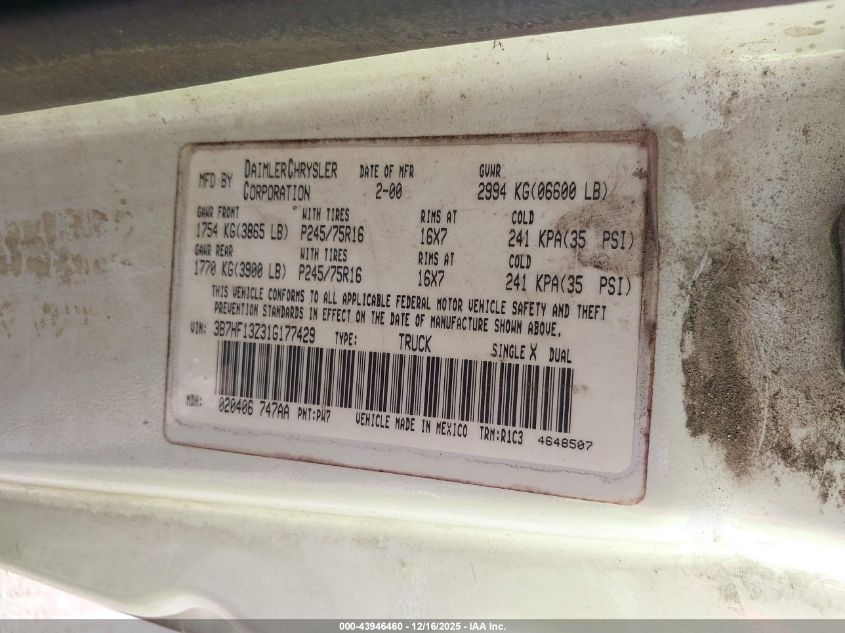 MFD BY DAIMLERCHRYSLER CORPORATION DATE OF MFR 2-00 GVWR 2994 KG(06600 LB)
GAWR FRONT WITH TIRES RIMS AT COLD
1754 KG(3865 LB) P245/75R16 16X7 241 KPA(35 PSI)
GAWR REAR WITH TIRES RIMS AT COLD
1770 KG(3900 LB) P245/75R16 16X7 241 KPA(35 PSI)
THIS VEHICLE CONFORMS TO ALL APPLICABLE FEDERAL MOTOR VEHICLE SAFETY AND THEFT
PREVENTION STANDARDS IN EFFECT ON THE DATE OF MANUFACTURE SHOWN ABOVE.
VIN: 3B7HF13Z31G177429 TYPE: TRUCK SINGLE X DUAL
MDH: 020406 747AA PNT:PW7 VEHICLE MADE IN MEXICO TRM:R1C3 4648507
000-43946460 - 12/16/2025 - IAA Inc.